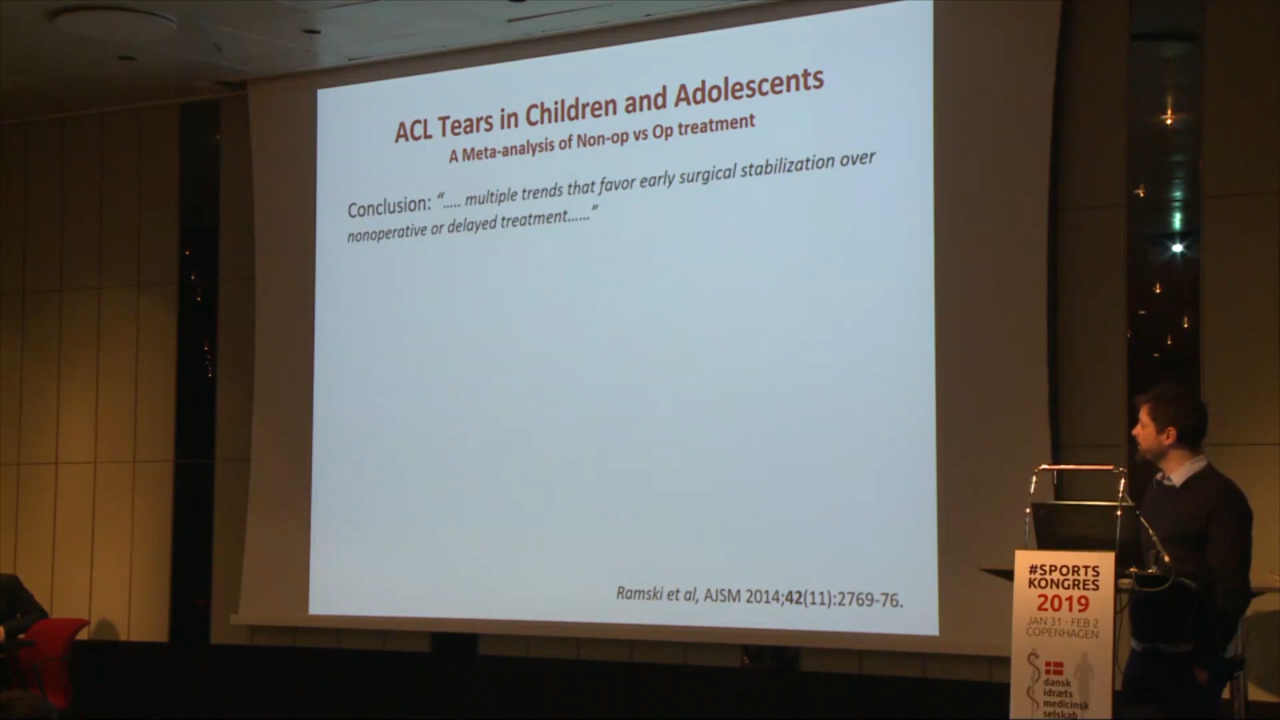 ACL Tears in Children and Adolescents
A Meta-analysis of Non-op vs Op treatment
Conclusion: “..... multiple trends that favor early surgical stabilization over
nonoperative or delayed treatment......”
Ramski et al, AJSM 2014;42(11):2769-76.
#SPORTS
KONGRES
2019
JAN 31 - FEB 2
COPENHAGEN
dansk
idræts
medicinsk
selskab